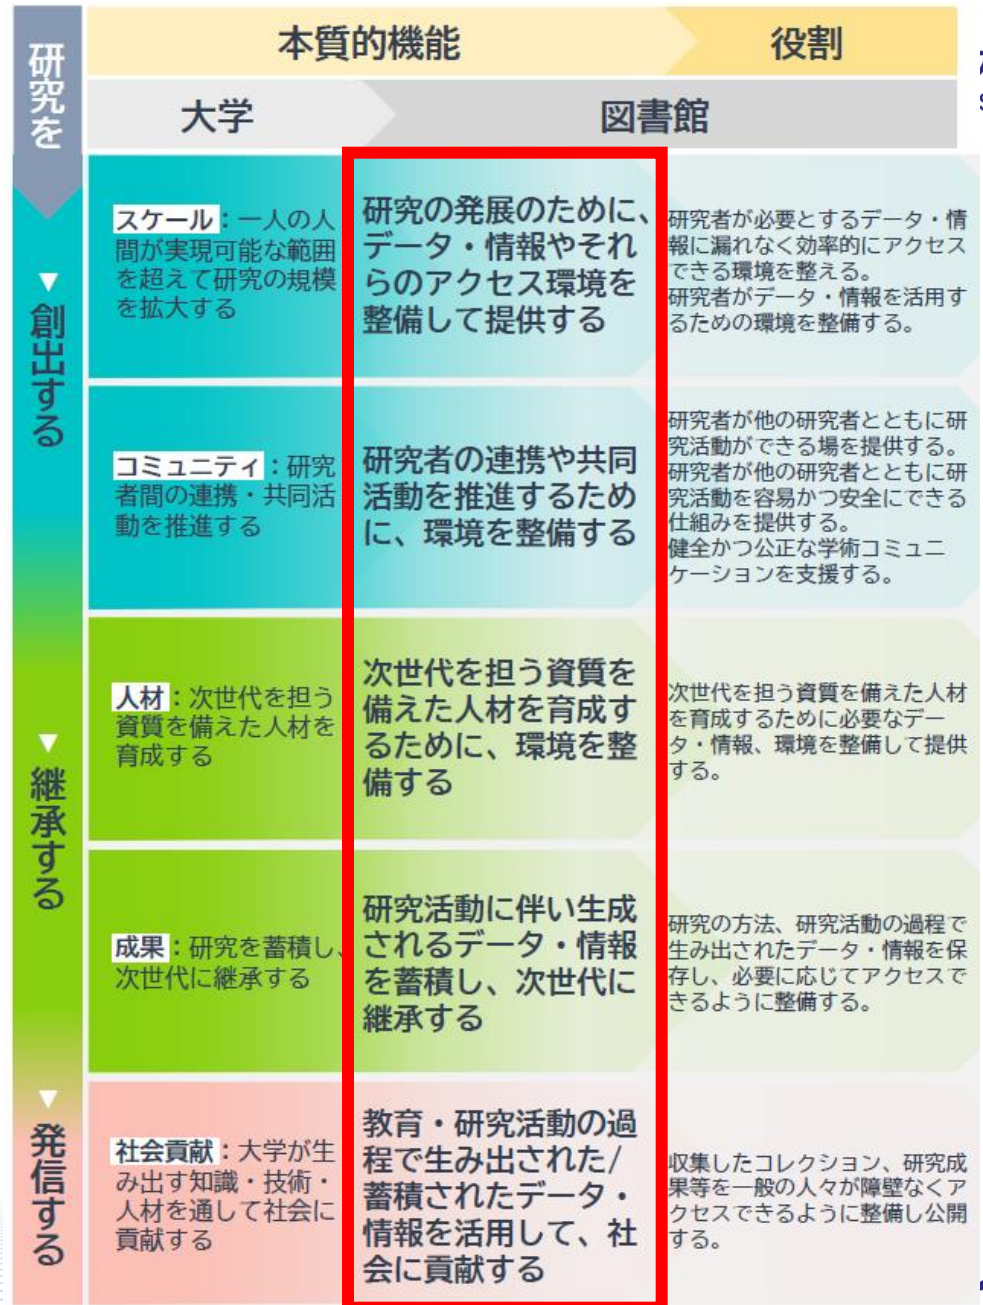 研究を
本質的機能
役割
大学
図書館
▼創出する
スケール：一人の人
間が実現可能な範囲
を超えて研究の規模
を拡大する
研究の発展のために、
データ・情報やそれ
らのアクセス環境を
整備して提供する
研究者が必要とするデータ・情
報に漏れなく効率的にアクセス
できる環境を整える。
研究者がデータ・情報を活用す
るための環境を整備する。
コミュニティ：研究
者間の連携・共同活
動を推進する
研究者の連携や共同
活動を推進するため
に、環境を整備する
研究者が他の研究者とともに研
究活動ができる場を提供する。
研究者が他の研究者とともに研
究活動を容易かつ安全にできる
仕組みを提供する。
健全かつ公正な学術コミュニ
ケーションを支援する。
▼継承する
人材：次世代を担う
資質を備えた人材を
育成する
次世代を担う資質を
備えた人材を育成す
るために、環境を整
備する
次世代を担う資質を備えた人材
を育成するために必要なデー
タ・情報、環境を整備して提供
する。
成果：研究を蓄積し、
次世代に継承する
研究活動に伴い生成
されるデータ・情報
を蓄積し、次世代に
継承する
研究の方法、研究活動の過程で
生み出されたデータ・情報を保
存し、必要に応じてアクセスで
きるように整備する。
▼発信する
社会貢献：大学が生
み出す知識・技術・
人材を通して社会に
貢献する
教育・研究活動の過
程で生み出された/
蓄積されたデータ・
情報を活用して、社
会に貢献する
収集したコレクション、研究成
果等を一般の人々が障壁なくア
クセスできるように整備し公開
する。